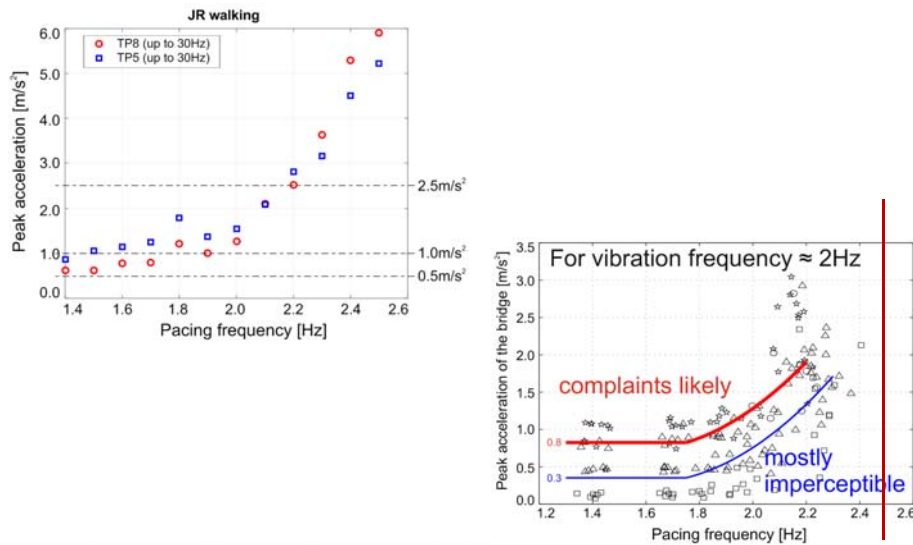 JR walking
TP8 (up to 30Hz)
TP5 (up to 30Hz)
Peak acceleration [m/s²]
6.0
5.0
4.0
3.0
2.0
1.0
0.0
2.5m/s²
1.0m/s²
0.5m/s²
1.4 1.6 1.8 2.0 2.2 2.4 2.6
Pacing frequency [Hz]
For vibration frequency ≈ 2Hz
Peak acceleration of the bridge [m/s²]
3.5
3.0
2.5
2.0
1.5
1.0
0.5
0.0
complaints likely
0.8
0.3
mostly
imperceptible
1.2 1.4 1.6 1.8 2.0 2.2 2.4 2.6
Pacing frequency [Hz]